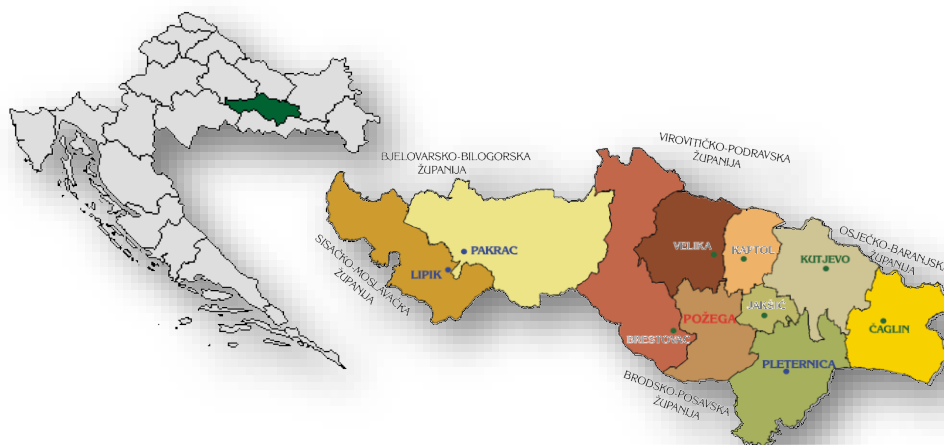 BJELOVARSKO-BILOGORSKA
ŽUPANIJA
VIROVITIČKO-PODRAVSKA
ŽUPANIJA
OSJEČKO-BARANJSKA
ŽUPANIJA
SISAČKO-MOSLAVAČKA
ŽUPANIJA
PAKRAC
LIPIK
VELIKA
KAPTOL
KUTJEVO
JAKŠIĆ
POŽEGA
BRESTOVAC
ČAGLIN
PLETERNICA
BRODSKO-POSAVSKA
ŽUPANIJA